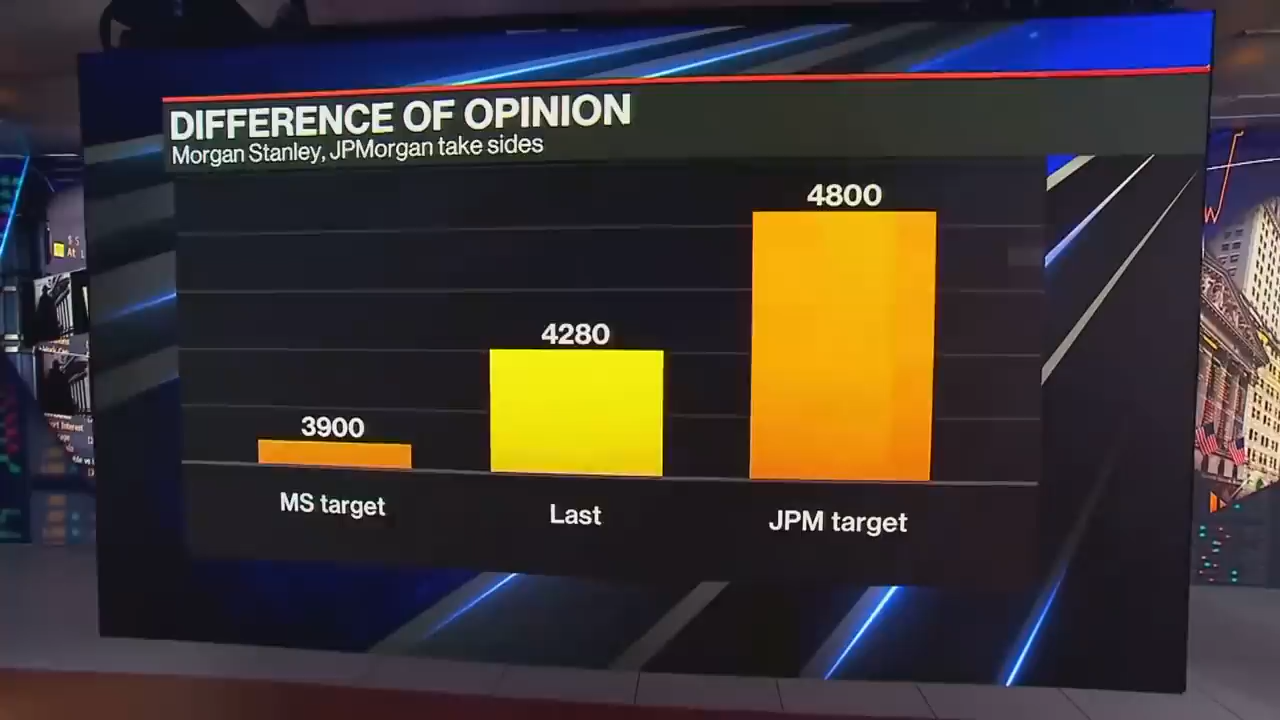 DIFFERENCE OF OPINION
Morgan Stanley, JPMorgan take sides
4800
4280
3900
MS target
Last
JPM target